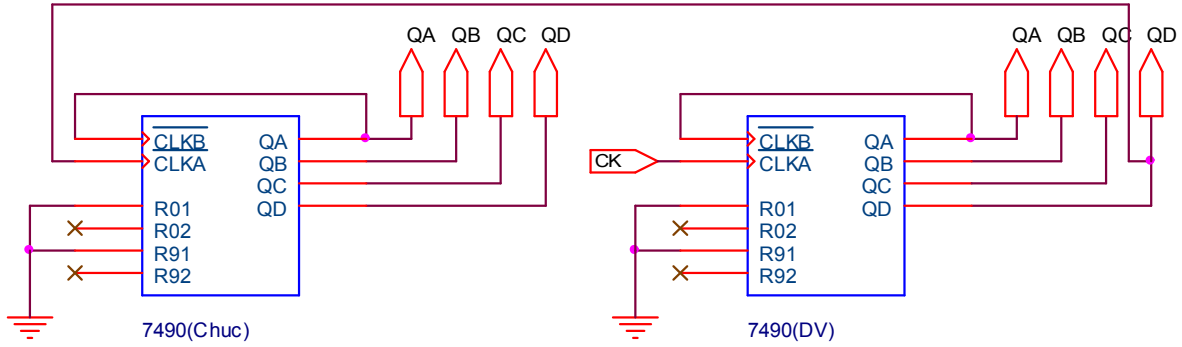 QA QB QC QD
QA QB QC QD
CLKB
CLKA
R01
R02
R91
R92
QA
QB
QC
QD
7490(Chuc)
CK
CLKB
CLKA
R01
R02
R91
R92
QA
QB
QC
QD
7490(DV)